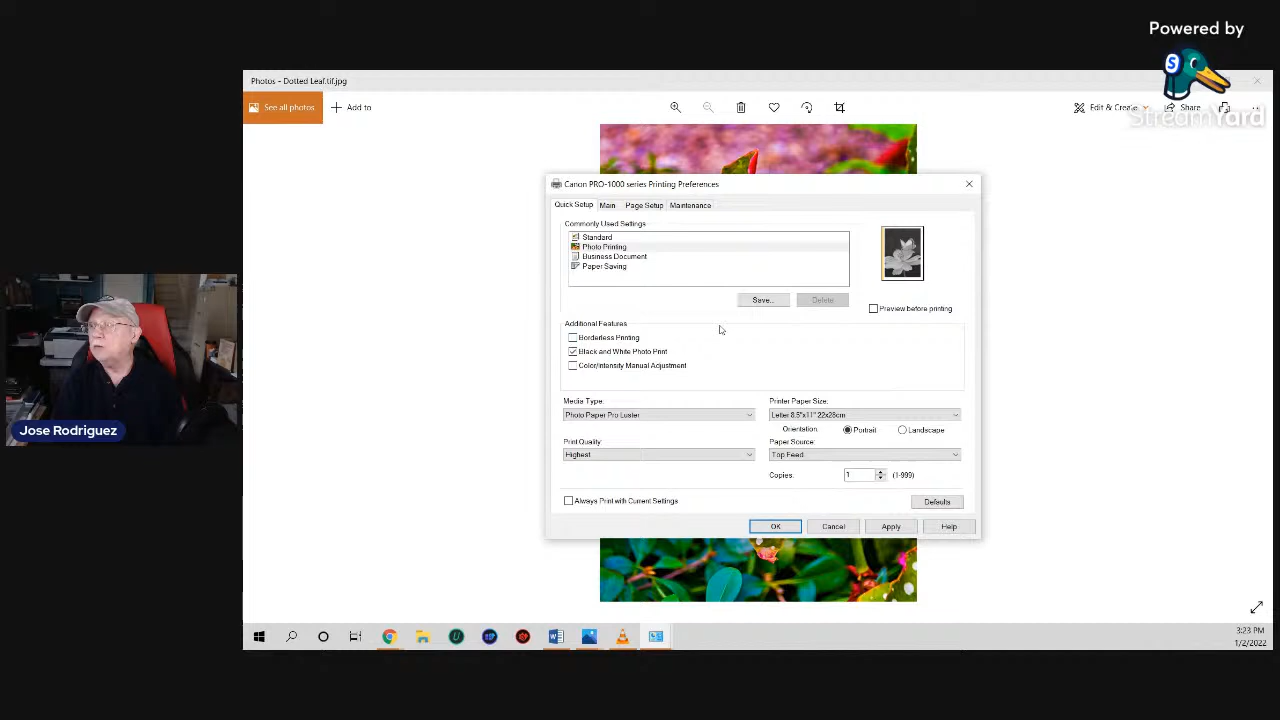 Powered by
S
StreamYard
Photos - Dotted Leaf.tif.jpg
See all photos
Add to
Edit & Create
Share
Canon PRO-1000 series Printing Preferences
Quick Setup Main Page Setup Maintenance
Commonly Used Settings
Standard
Photo Printing
Business Document
Paper Saving
Save... Delete
Preview before printing
Additional Features
Borderless Printing
Black and White Photo Print
Color/Intensity Manual Adjustment
Media Type:
Photo Paper Pro Luster
Printer Paper Size:
Letter 8.5"x11" 22x28cm
Orientation: Portrait Landscape
Print Quality:
Highest
Paper Source:
Top Feed
Copies: 1 (1-999)
Always Print with Current Settings
Defaults
OK Cancel Apply Help
Jose Rodriguez
3:23 PM
1/2/2022